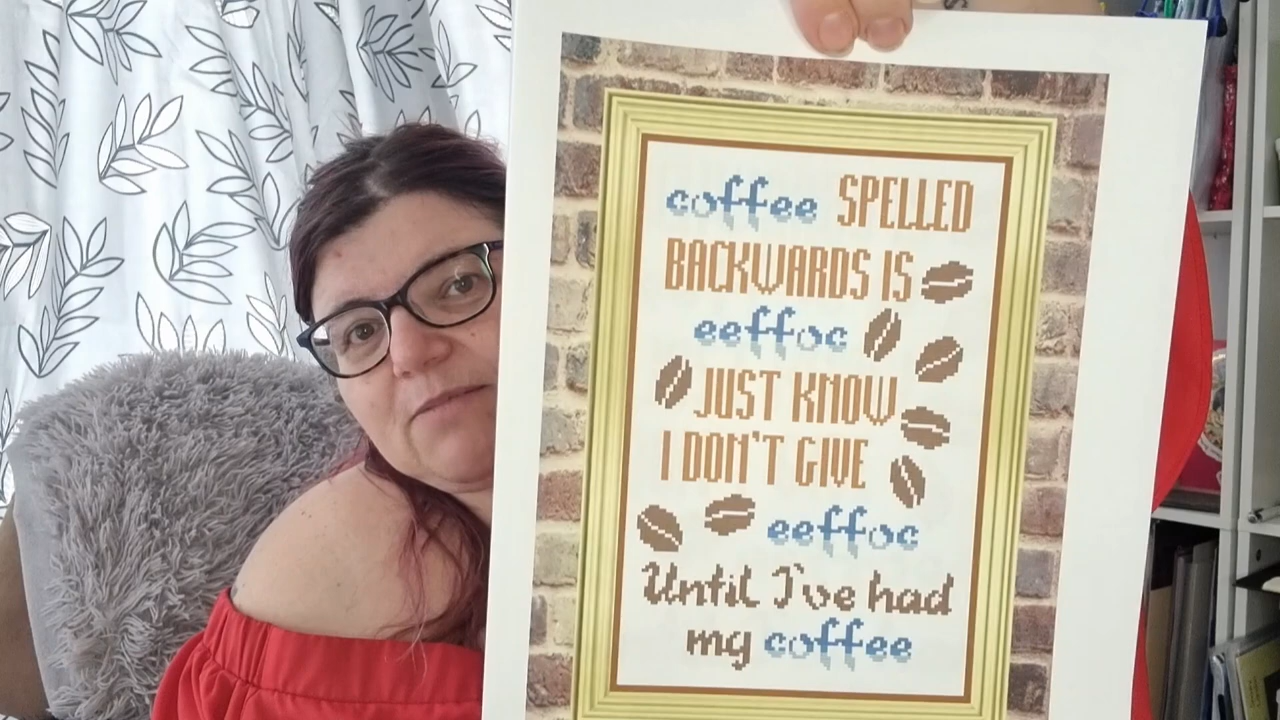 coffee SPELLED
BACKWARDS IS
eeffoc
JUST KNOW
I DON'T GIVE
eeffoc
Until I've had
my coffee